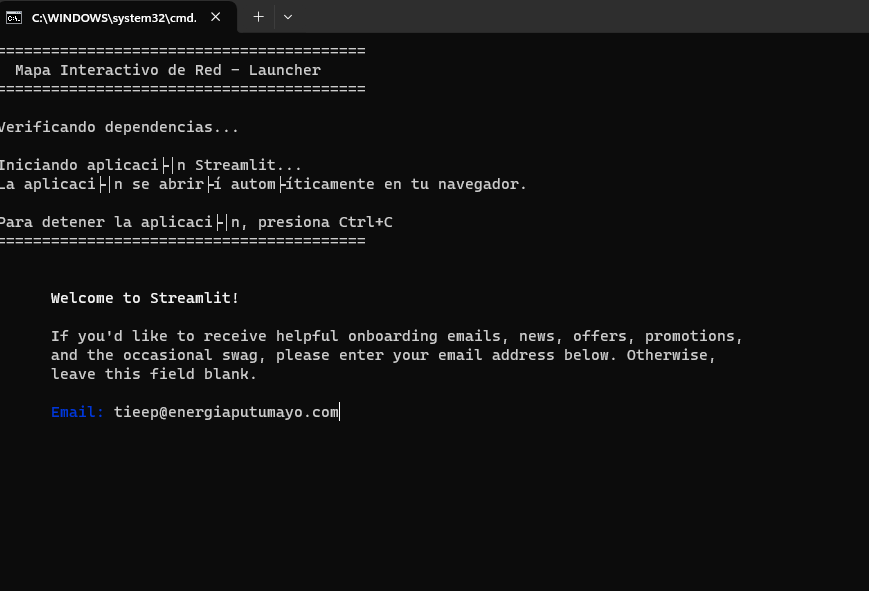 C:\WINDOWS\system32\cmd.
=========================================
Mapa Interactivo de Red - Launcher
=========================================
Verificando dependencias...
Iniciando aplicaci├│n Streamlit...
La aplicaci├│n se abrir├í autom├íticamente en tu navegador.
Para detener la aplicaci├│n, presiona Ctrl+C
=========================================
Welcome to Streamlit!
If you'd like to receive helpful onboarding emails, news, offers, promotions,
and the occasional swag, please enter your email address below. Otherwise,
leave this field blank.
Email: tieep@energiaputumayo.com